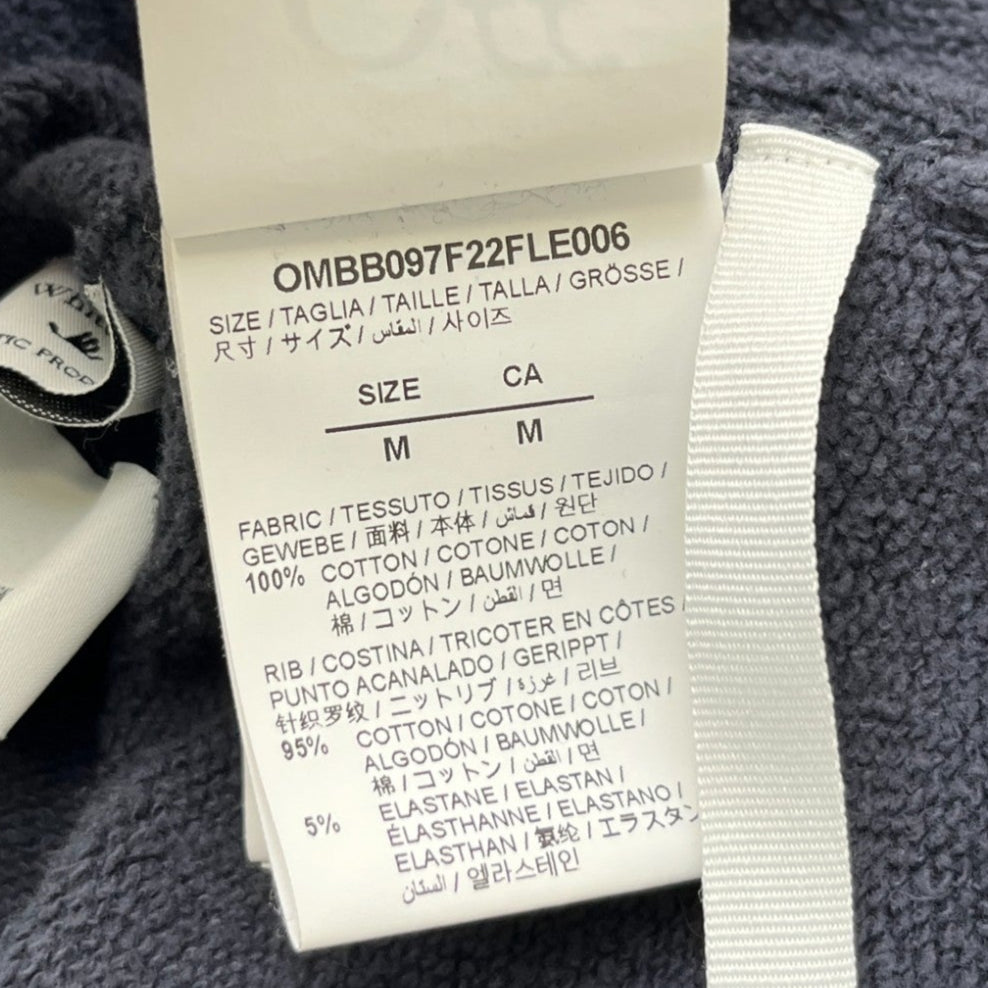 Off
OMBB097F22FLE006
SIZE / TAGLIA / TAILLE / TALLA / GRÖSSE /
尺寸 / サイズ / المقاس / 사이즈
SIZE CA
M M
FABRIC / TESSUTO / TISSUS / TEJIDO /
GEWEBE / 面料 / 本体 / قماش / 원단
100% COTTON / COTONE / COTON /
ALGODÓN / BAUMWOLLE /
棉 / コットン / القطن / 면
RIB / COSTINA / TRICOTER EN CÔTES /
PUNTO ACANALADO / GERIPPT /
针织罗纹 / ニットリブ / غرزة / 리브
95% COTTON / COTONE / COTON /
ALGODÓN / BAUMWOLLE /
棉 / コットン / القطن / 면
5% ELASTANE / ELASTAN /
ÉLASTHANNE / ELASTANO /
ELASTHAN / 氨纶 / エラスタン
/ 엘라스테인
TIC PROD